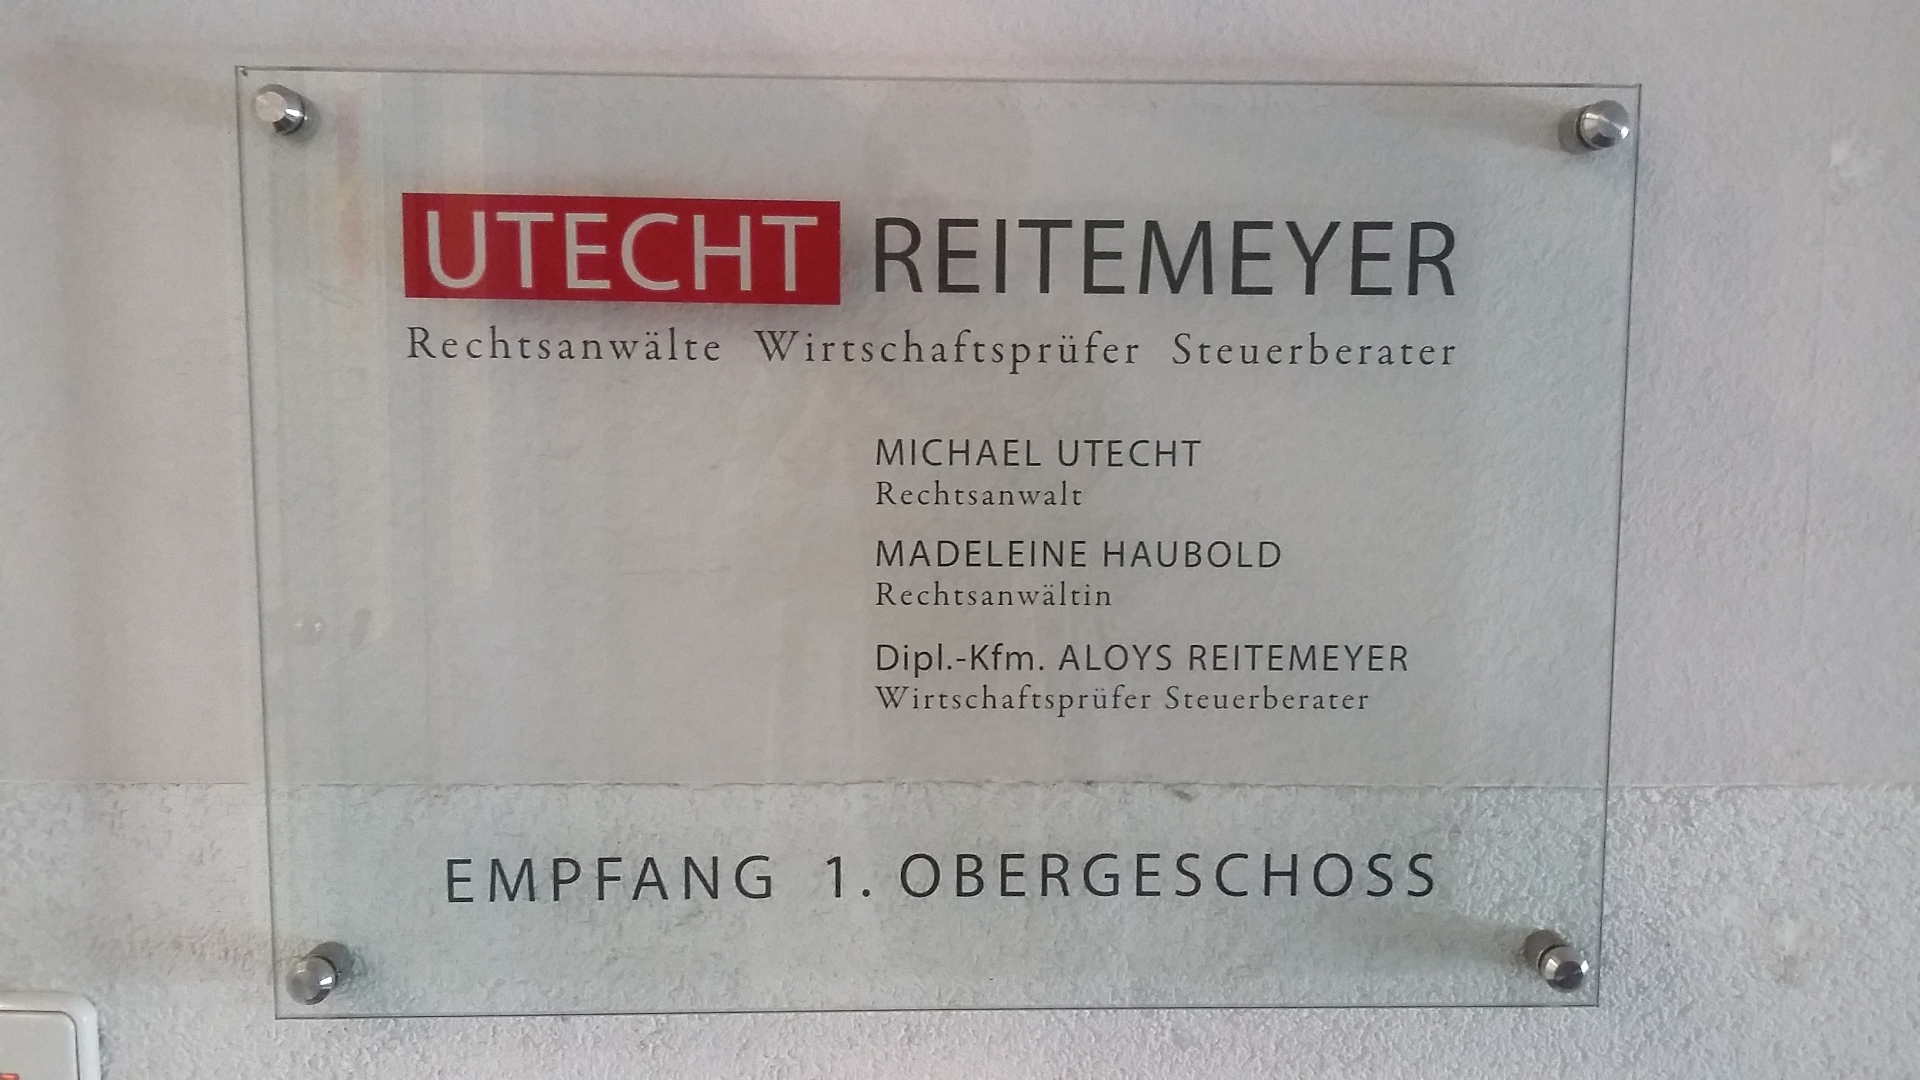 UTECHT REITEMEYER
Rechtsanwälte Wirtschaftsprüfer Steuerberater
MICHAEL UTECHT
Rechtsanwalt
MADELEINE HAUBOLD
Rechtsanwältin
Dipl.-Kfm. ALOYS REITEMEYER
Wirtschaftsprüfer Steuerberater
EMPFANG 1. OBERGESCHOSS